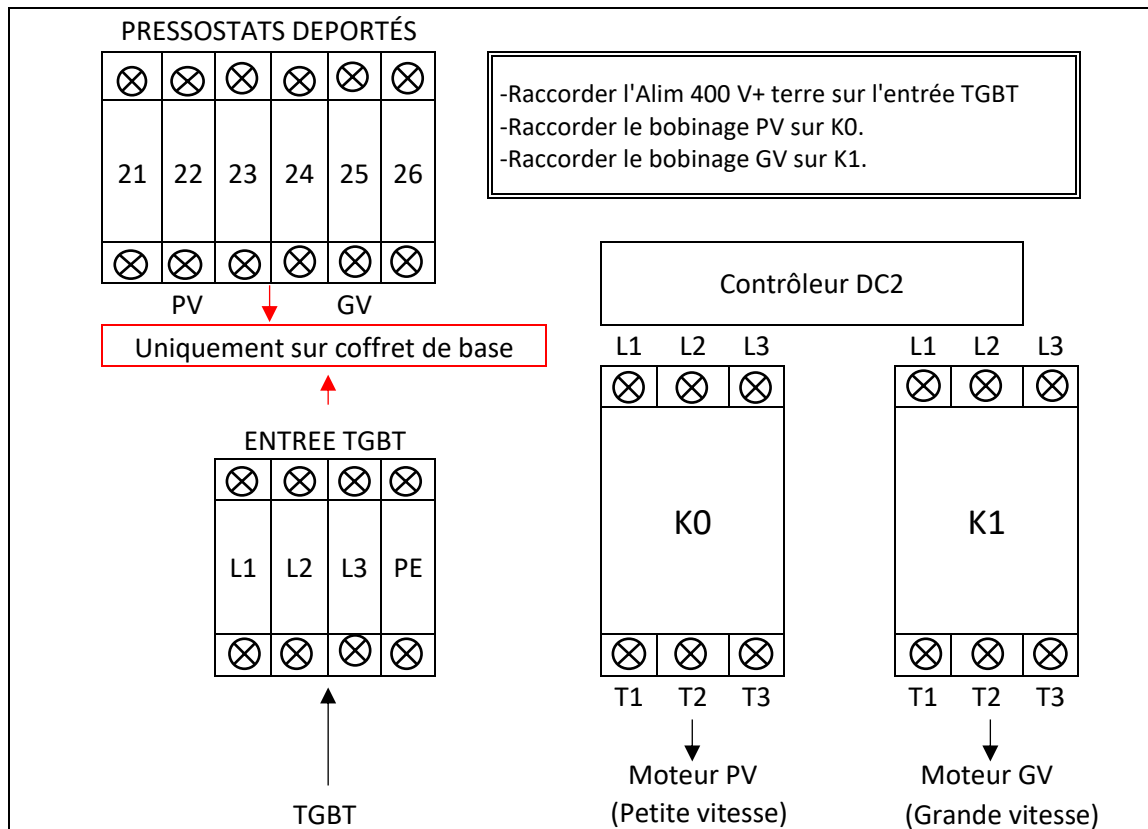 PRESSOSTATS DEPORTÉS
21 22 23 24 25 26
PV GV
Uniquement sur coffret de base
-Raccorder l'Alim 400 V+ terre sur l'entrée TGBT
-Raccorder le bobinage PV sur K0.
-Raccorder le bobinage GV sur K1.
ENTREE TGBT
L1 L2 L3 PE
TGBT
Contrôleur DC2
L1 L2 L3
K0
T1 T2 T3
Moteur PV
(Petite vitesse)
L1 L2 L3
K1
T1 T2 T3
Moteur GV
(Grande vitesse)